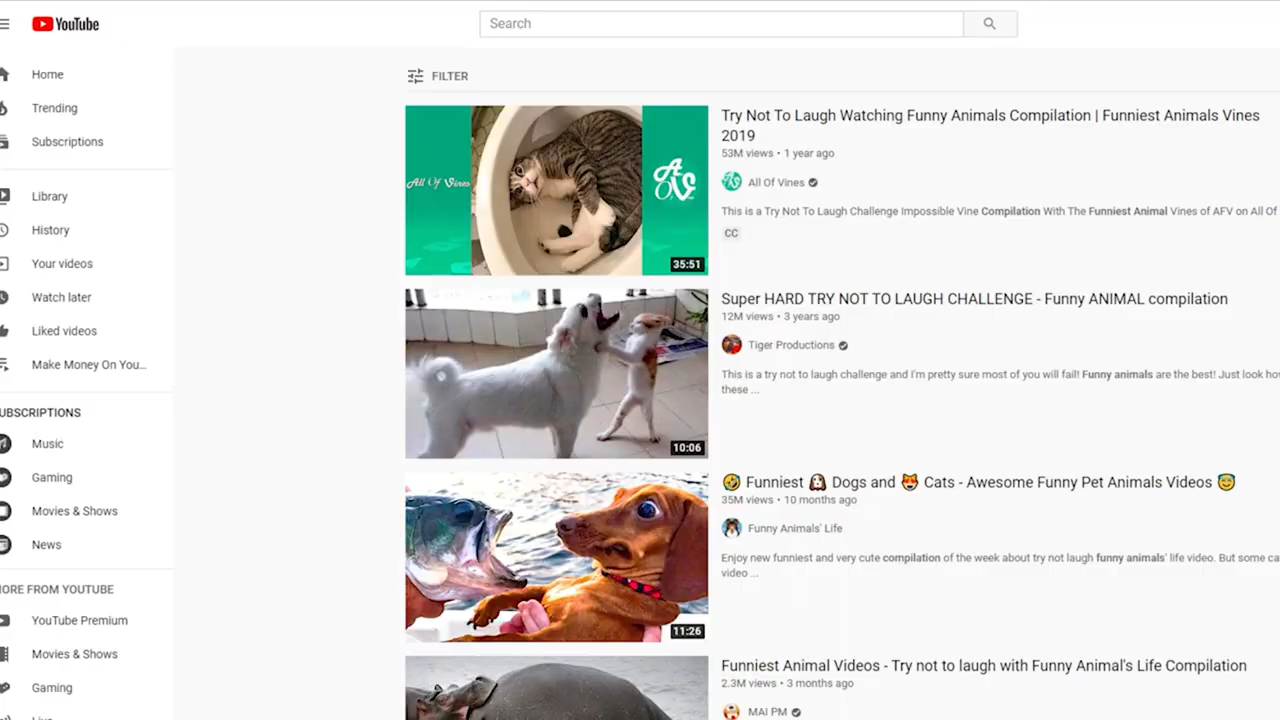 YouTube
Search
Home
Trending
Subscriptions
Library
History
Your videos
Watch later
Liked videos
Make Money On You...
UBSCRIPTIONS
Music
Gaming
Movies & Shows
News
ORE FROM YOUTUBE
YouTube Premium
Movies & Shows
Gaming
FILTER
All Of Vines
AOV
35:51
Try Not To Laugh Watching Funny Animals Compilation | Funniest Animals Vines
2019
53M views • 1 year ago
All Of Vines
This is a Try Not To Laugh Challenge Impossible Vine Compilation With The Funniest Animal Vines of AFV on All Of
CC
10:06
Super HARD TRY NOT TO LAUGH CHALLENGE - Funny ANIMAL compilation
12M views • 3 years ago
Tiger Productions
This is a try not to laugh challenge and I'm pretty sure most of you will fail! Funny animals are the best! Just look how
these ...
11:26
🤣 Funniest 🐶 Dogs and 😻 Cats - Awesome Funny Pet Animals Videos 😇
35M views • 10 months ago
Funny Animals' Life
Enjoy new funniest and very cute compilation of the week about try not laugh funny animals' life video. But some ca
video ...
Funniest Animal Videos - Try not to laugh with Funny Animal's Life Compilation
2.3M views • 3 months ago
MAI PM